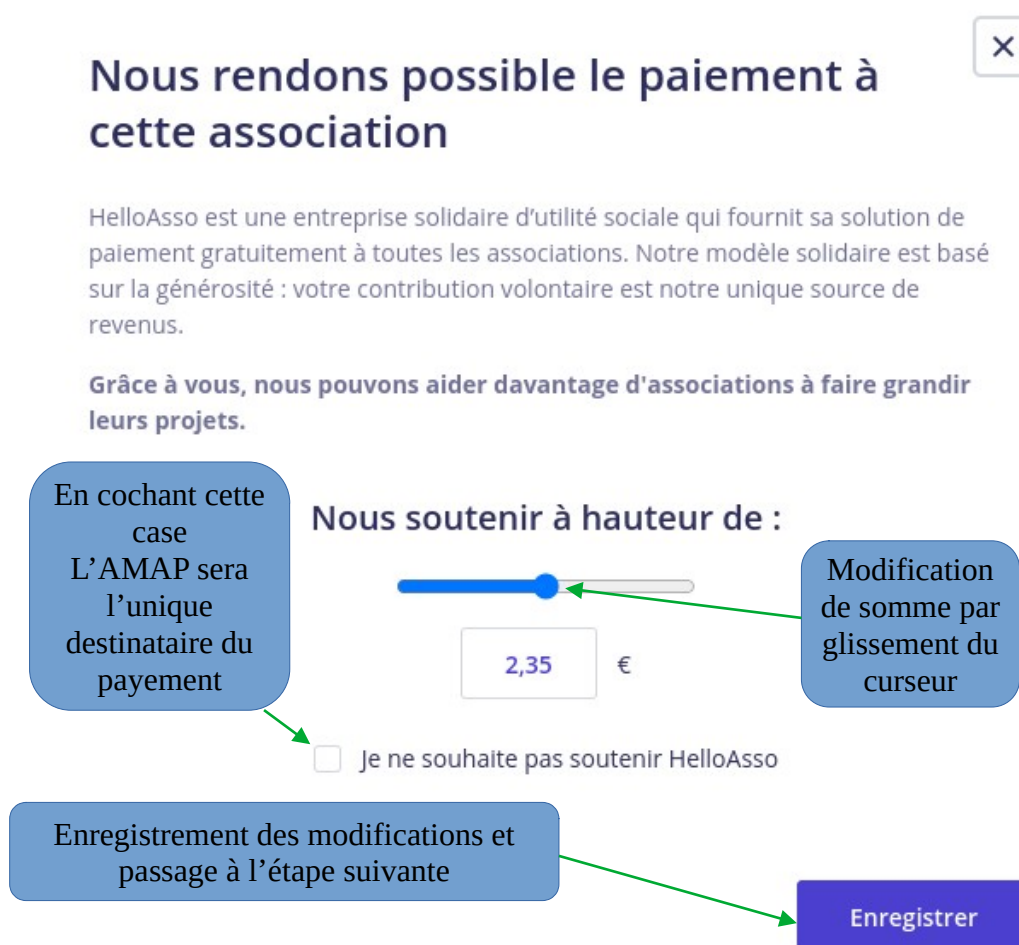 Nous rendons possible le paiement à
cette association
HelloAsso est une entreprise solidaire d'utilité sociale qui fournit sa solution de
paiement gratuitement à toutes les associations. Notre modèle solidaire est basé
sur la générosité : votre contribution volontaire est notre unique source de
revenus.
Grâce à vous, nous pouvons aider davantage d'associations à faire grandir
leurs projets.
En cochant cette
case
L’AMAP sera
l’unique
destinataire du
payement
Nous soutenir à hauteur de :
Modification
de somme par
glissement du
curseur
2,35 €
Je ne souhaite pas soutenir HelloAsso
Enregistrement des modifications et
passage à l’étape suivante
Enregistrer